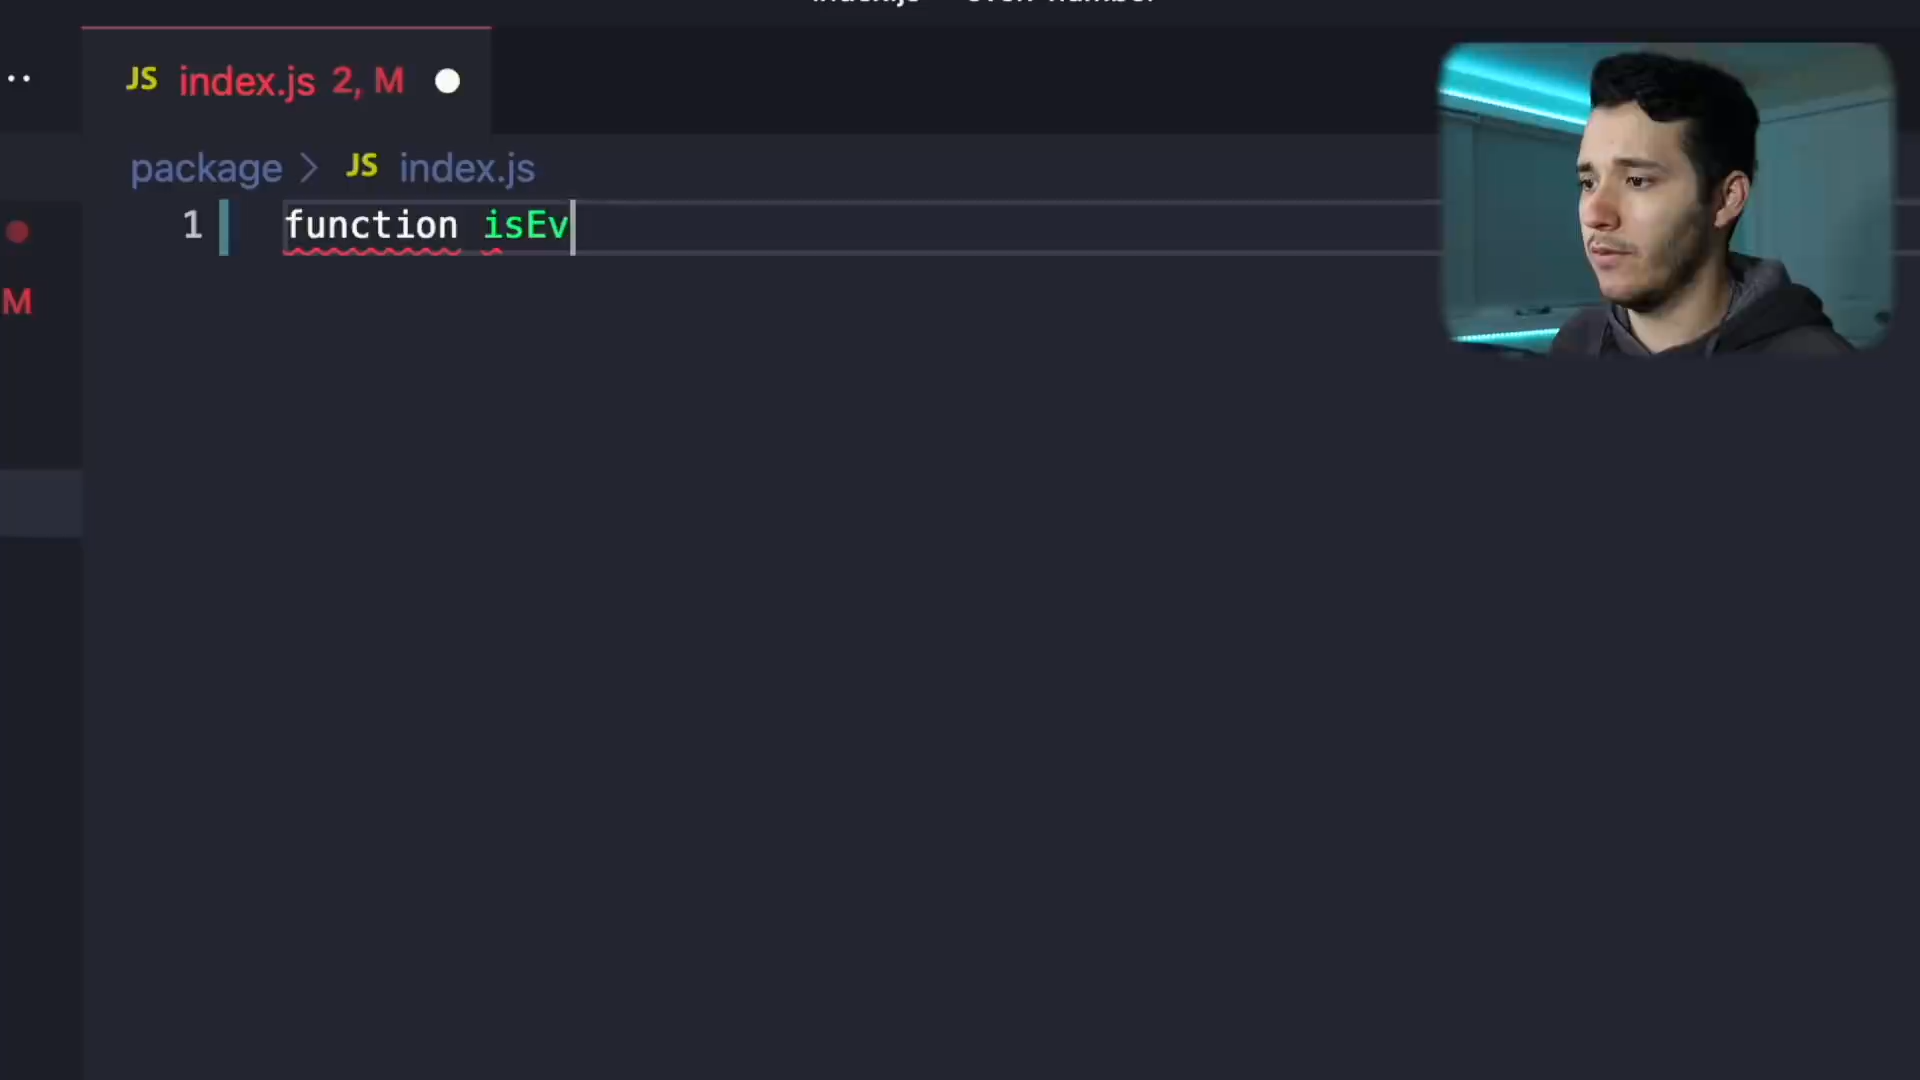 JS index.js 2, M
package > JS index.js
1 function isEv
M